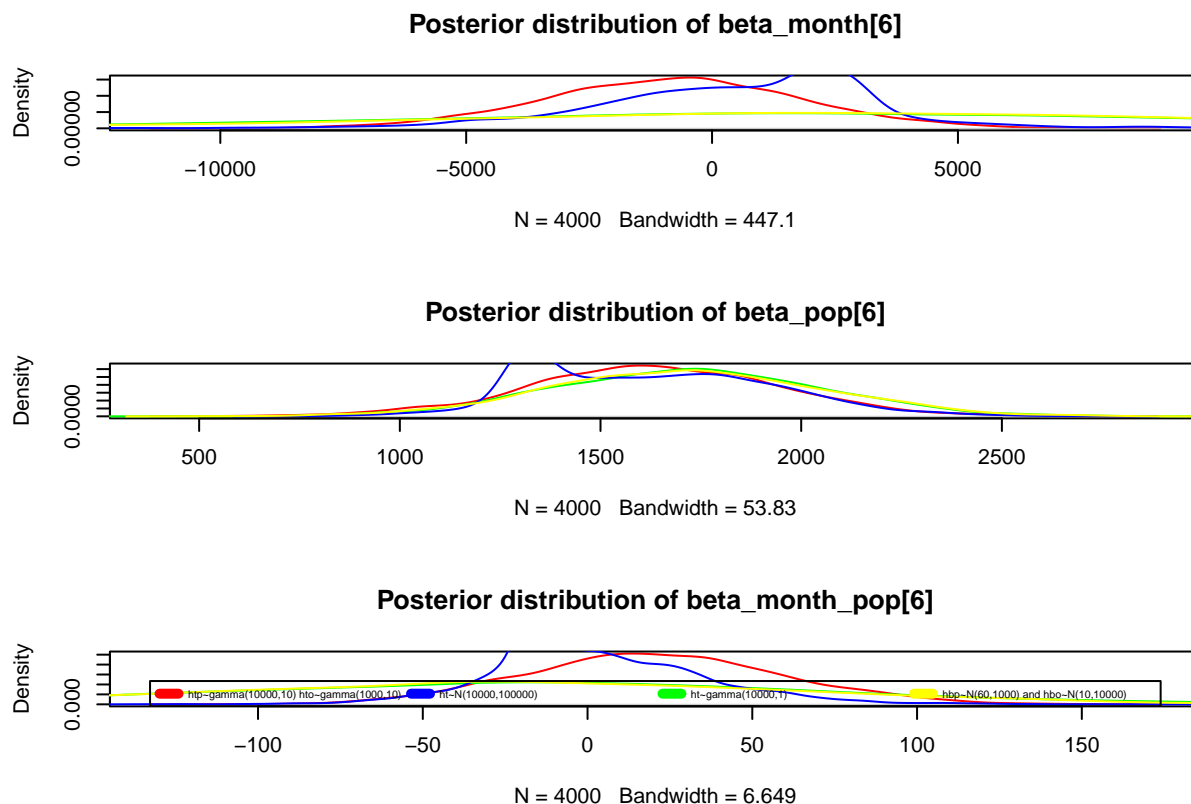 Posterior distribution of beta_month[6]
Density
0.00000
−10000 −5000 0 5000
N = 4000 Bandwidth = 447.1
Posterior distribution of beta_pop[6]
Density
0.0000
500 1000 1500 2000 2500
N = 4000 Bandwidth = 53.83
Posterior distribution of beta_month_pop[6]
Density
0.0000
htp~gamma(10000,10) hto~gamma(1000,10) ht~N(10000,100000) ht~gamma(10000,1) hbp~N(60,1000) and hbo~N(10,10000)
−100 −50 0 50 100 150
N = 4000 Bandwidth = 6.649